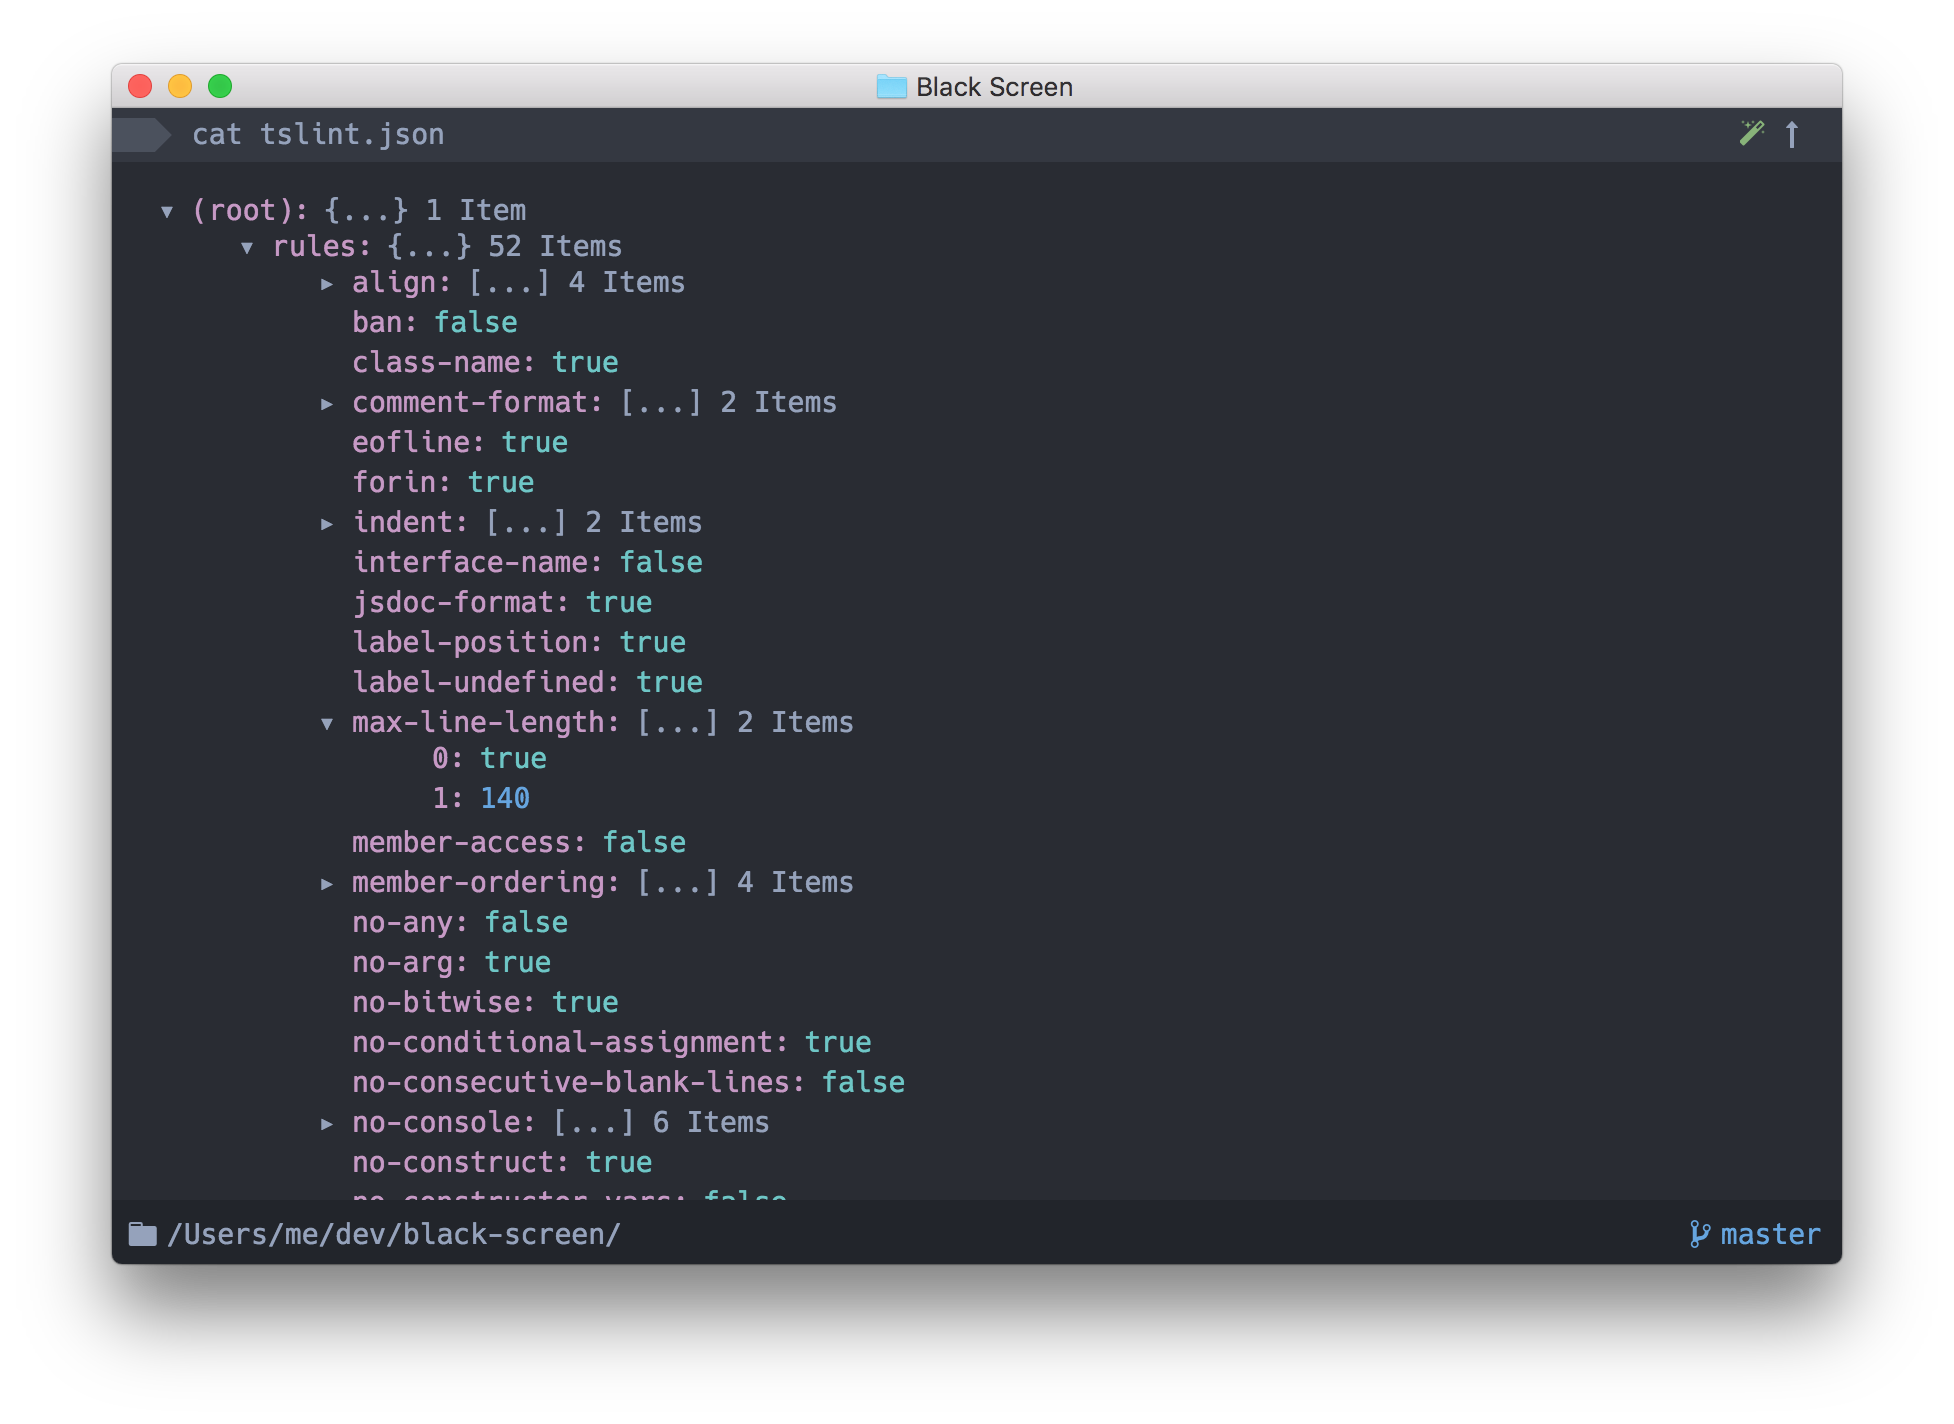 Black Screen
cat tslint.json
(root): {...} 1 Item
rules: {...} 52 Items
align: [...] 4 Items
ban: false
class-name: true
comment-format: [...] 2 Items
eofline: true
forin: true
indent: [...] 2 Items
interface-name: false
jsdoc-format: true
label-position: true
label-undefined: true
max-line-length: [...] 2 Items
0: true
1: 140
member-access: false
member-ordering: [...] 4 Items
no-any: false
no-arg: true
no-bitwise: true
no-conditional-assignment: true
no-consecutive-blank-lines: false
no-console: [...] 6 Items
no-construct: true
no-constructor-vars: false
/Users/me/dev/black-screen/ master